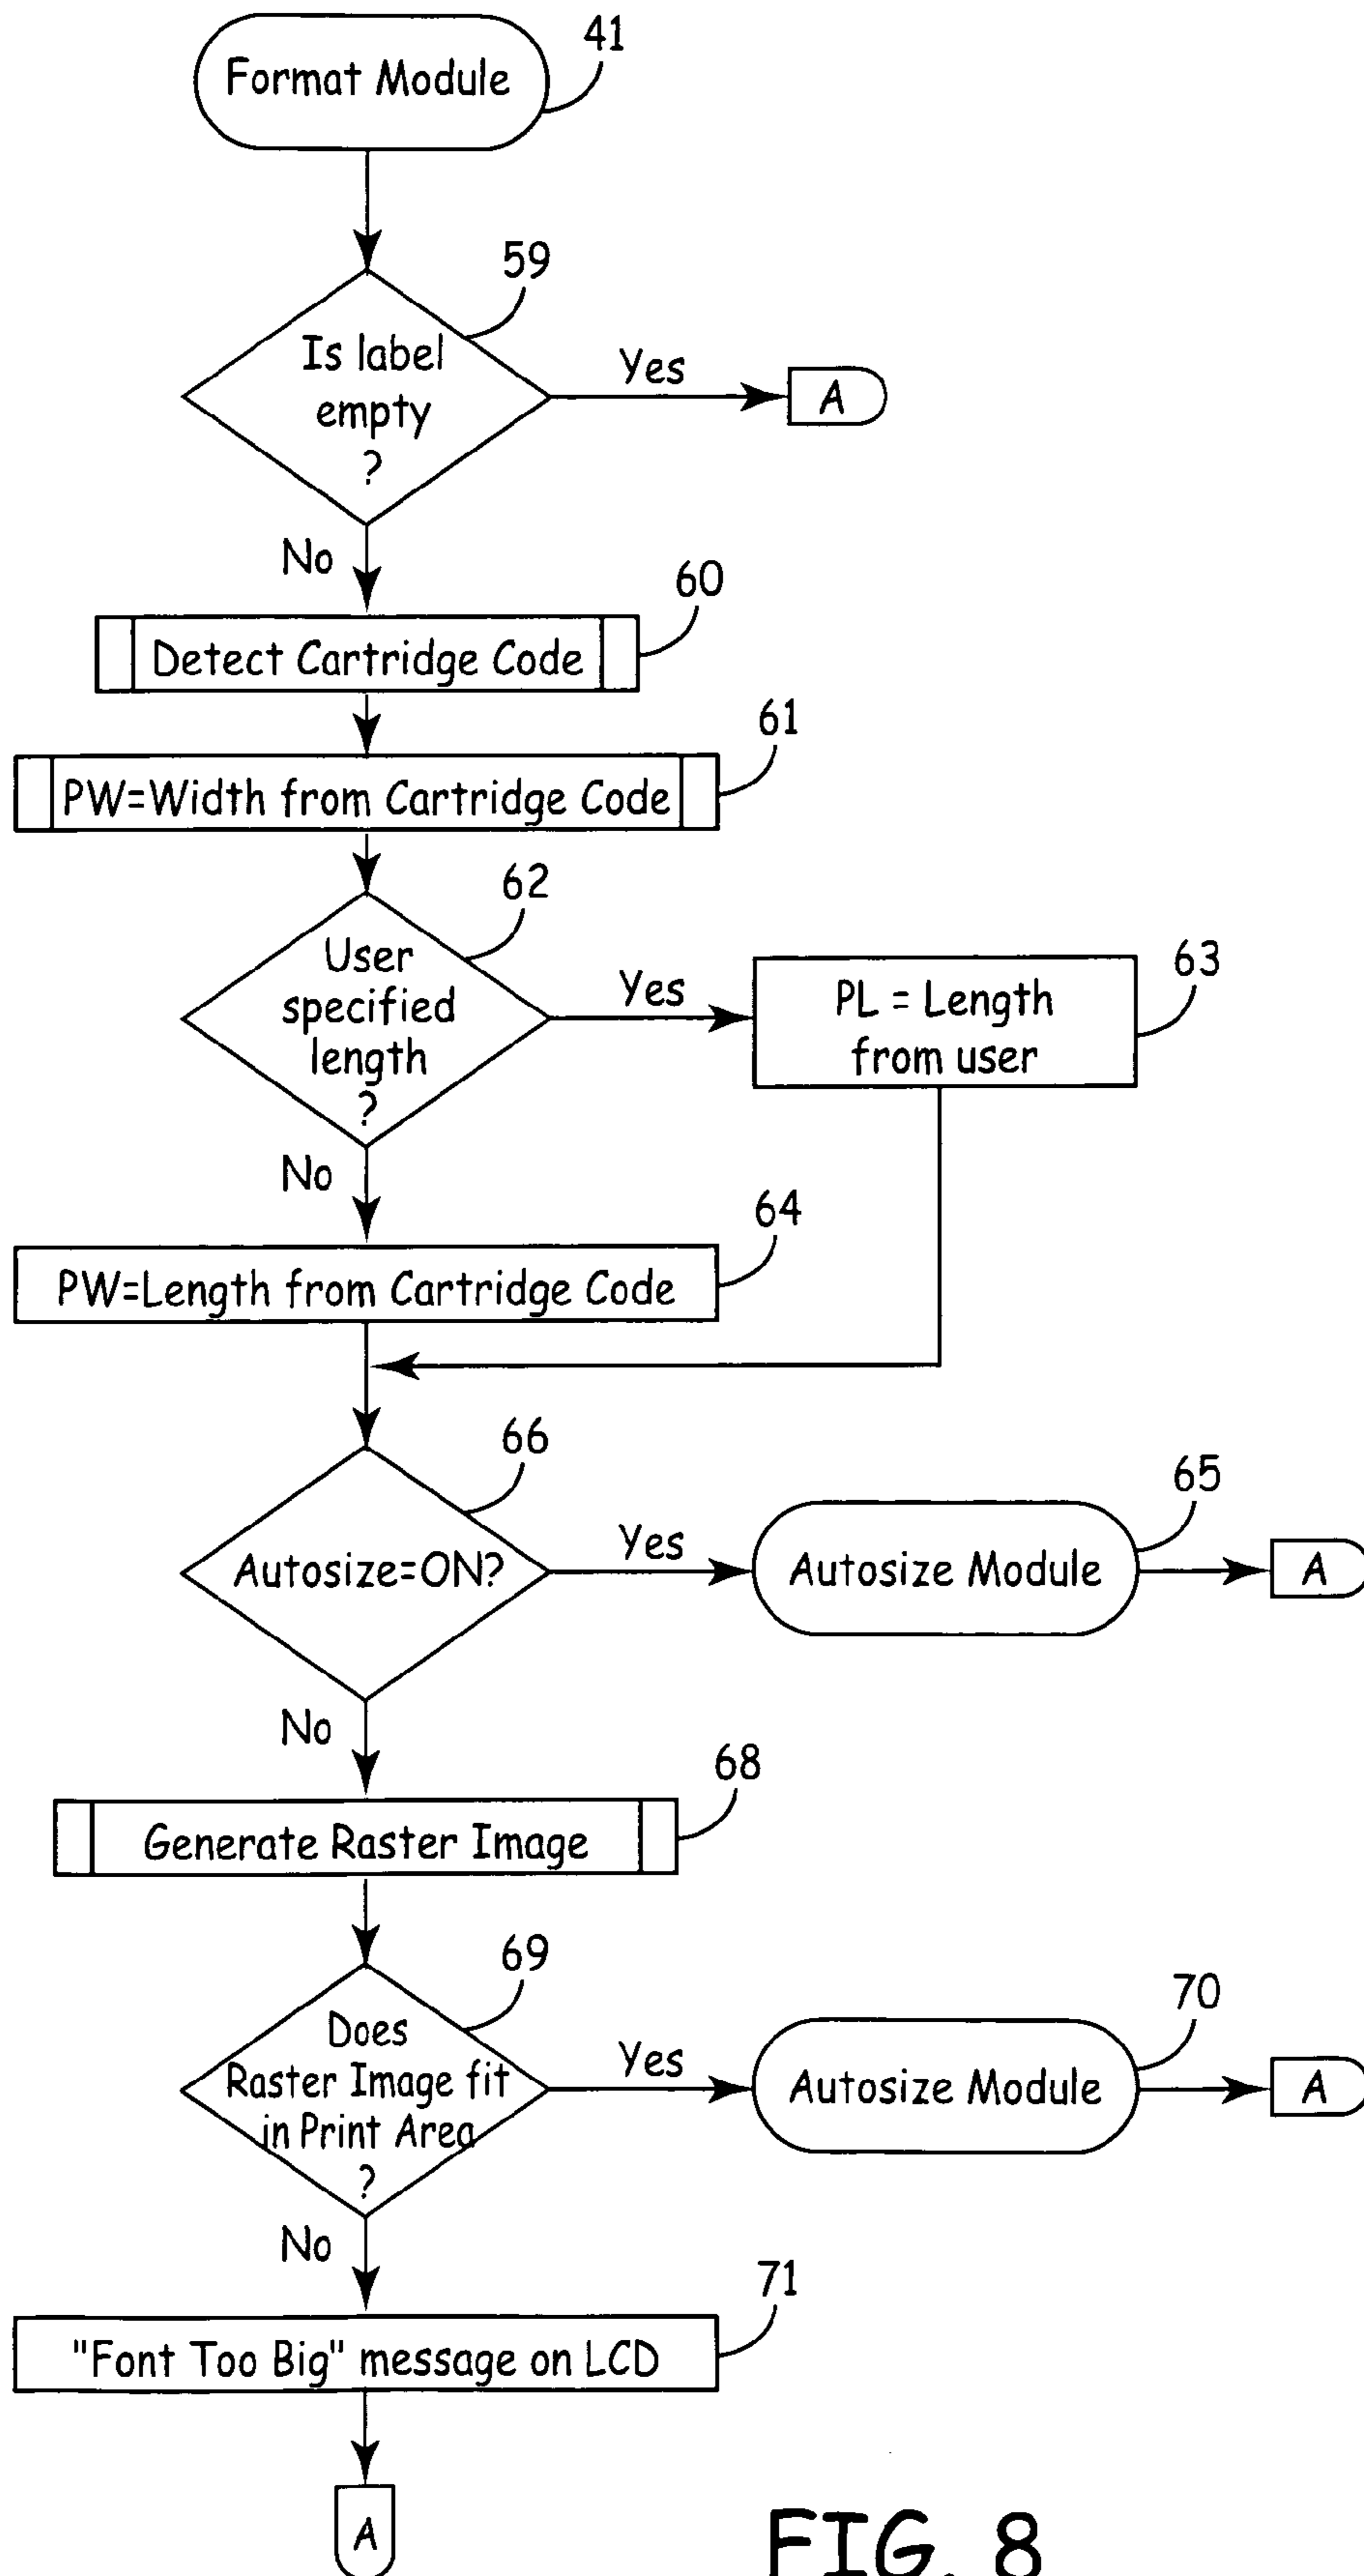 Format Module
41
Is label
empty
?
59
Yes
A
No
Detect Cartridge Code
60
PW=Width from Cartridge Code
61
User
specified
length
?
62
Yes
PL = Length
from user
63
No
PW=Length from Cartridge Code
64
Autosize=ON?
66
Yes
Autosize Module
65
A
No
Generate Raster Image
68
Does
Raster Image fit
in Print Area
?
69
Yes
Autosize Module
70
A
No
"Font Too Big" message on LCD
71
A
FIG. 8